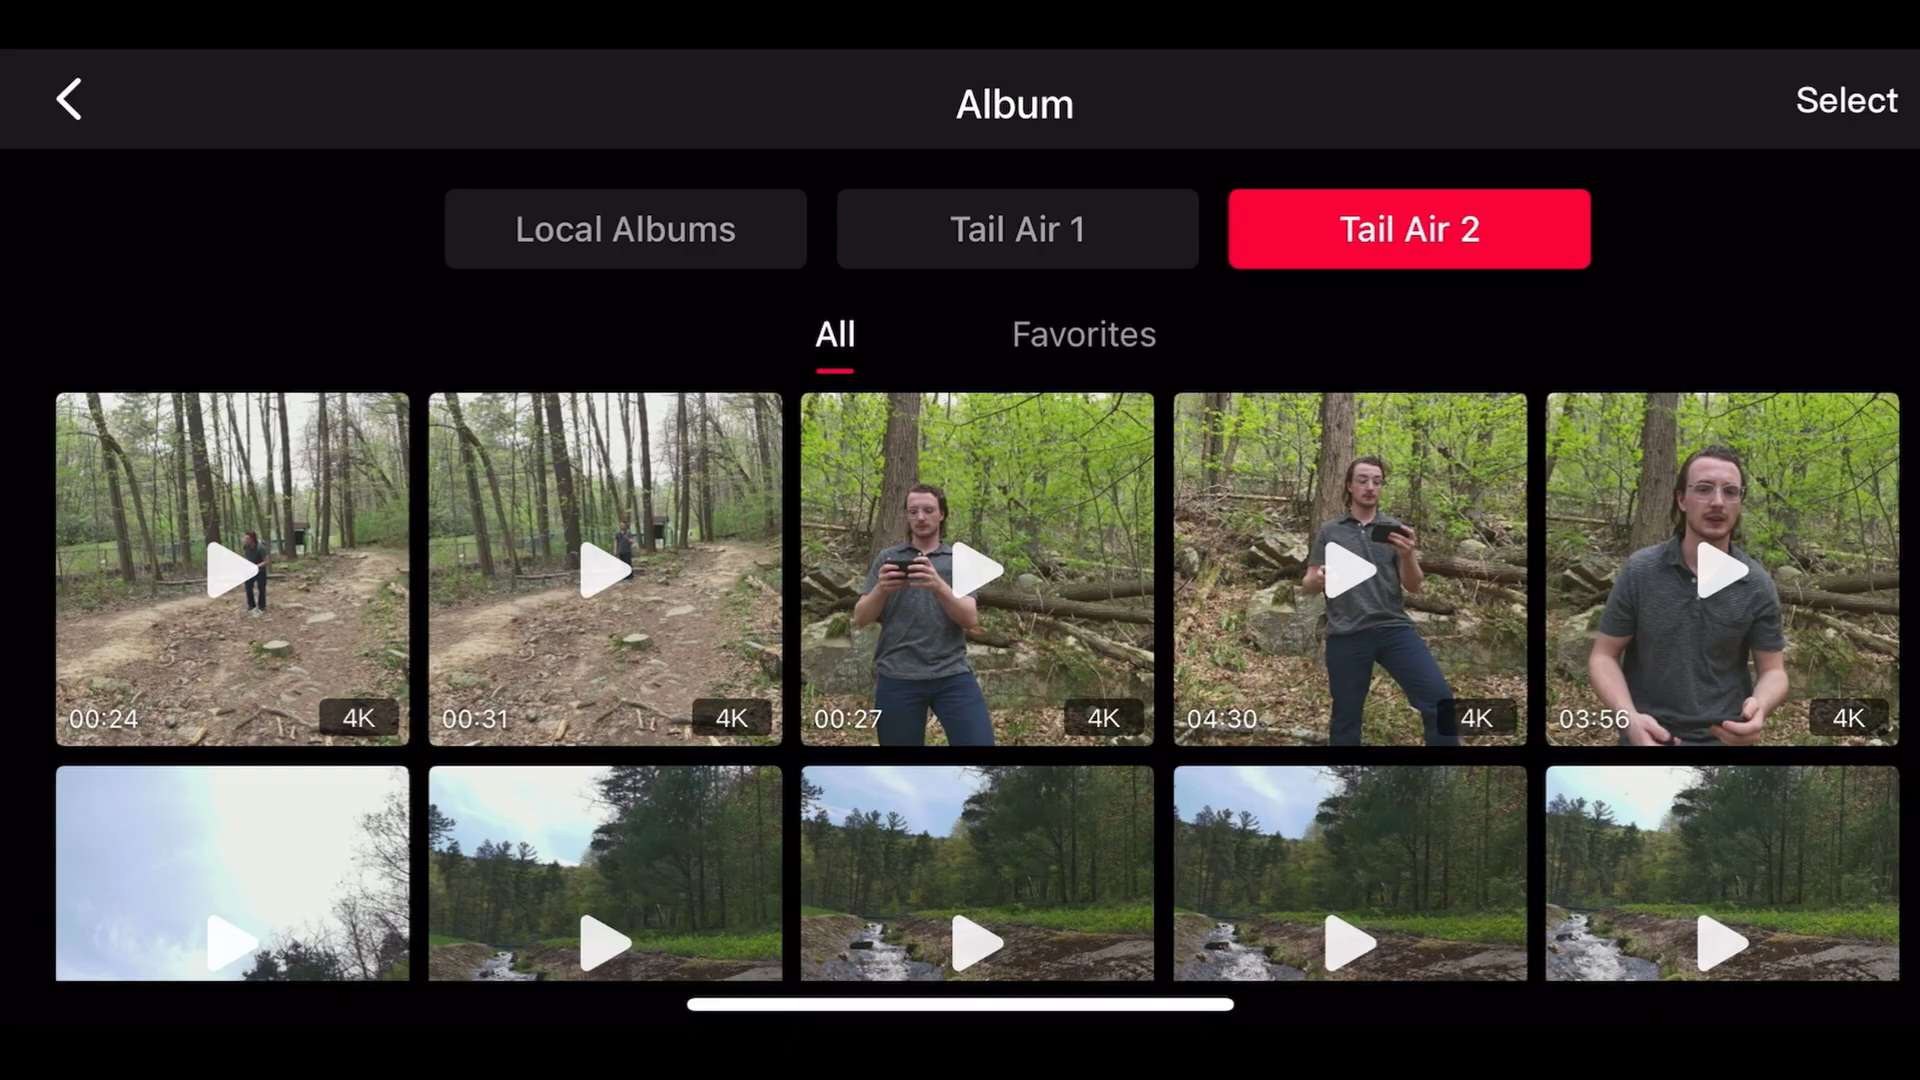 Album
Select
Local Albums
Tail Air 1
Tail Air 2
All
Favorites
00:24
4K
00:31
4K
00:27
4K
04:30
4K
03:56
4K